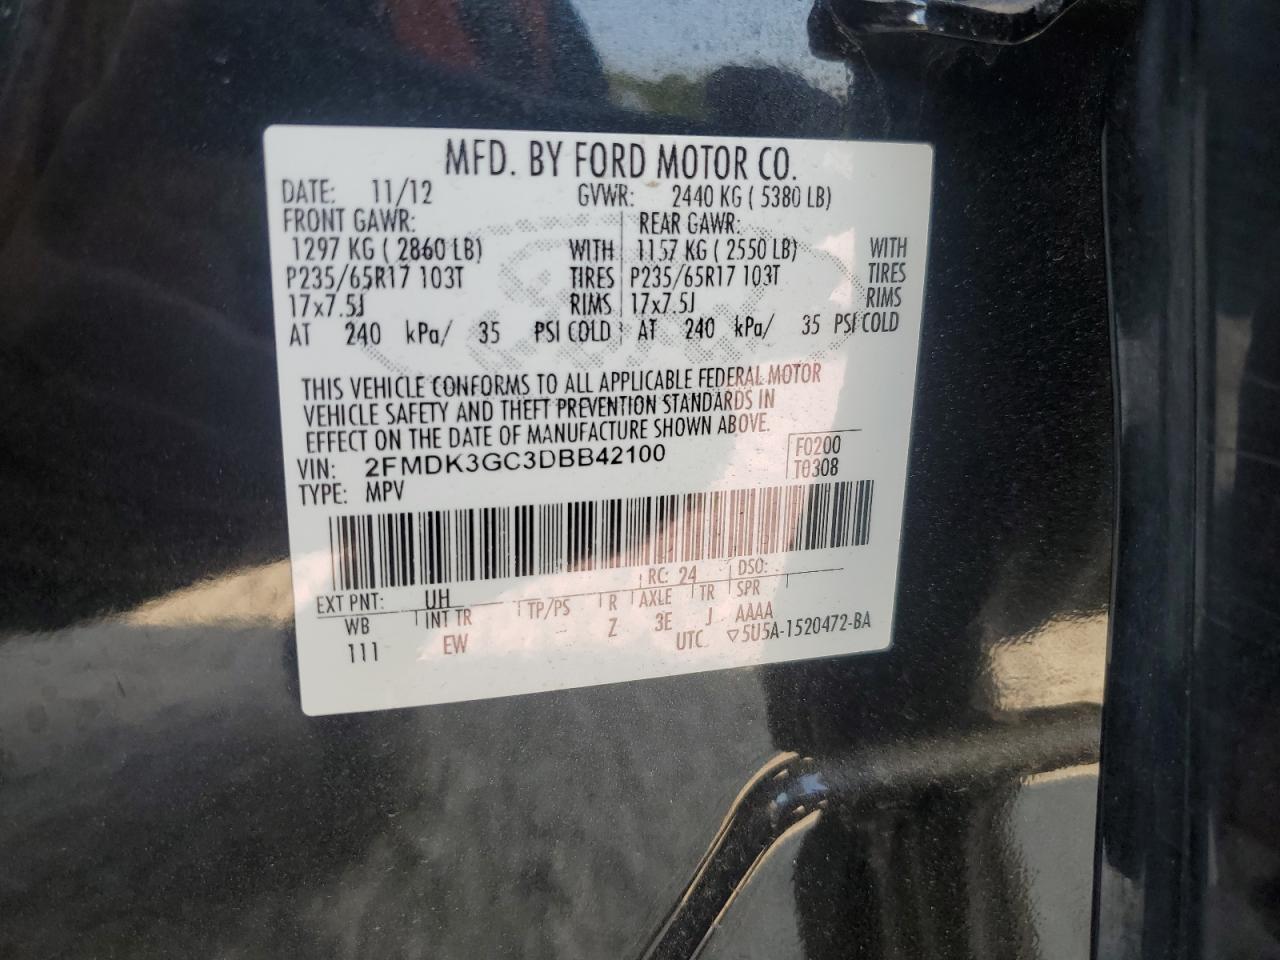 MFD. BY FORD MOTOR CO.
DATE: 11/12 GVWR: 2440 KG ( 5380 LB)
FRONT GAWR: REAR GAWR:
1297 KG ( 2860 LB) WITH 1157 KG ( 2550 LB) WITH
P235/65R17 103T TIRES P235/65R17 103T TIRES
17x7.5J RIMS 17x7.5J RIMS
AT 240 kPa/ 35 PSI COLD AT 240 kPa/ 35 PSI COLD
THIS VEHICLE CONFORMS TO ALL APPLICABLE FEDERAL MOTOR
VEHICLE SAFETY AND THEFT PREVENTION STANDARDS IN
EFFECT ON THE DATE OF MANUFACTURE SHOWN ABOVE.
VIN: 2FMDK3GC3DBB42100 F0200
TYPE: MPV T0308
EXT PNT: UH RC: 24 DSO:
WB INT TR TP/PS R AXLE TR SPR
111 EW -- Z 3E J AAAA
UTC ▽5U5A-1520472-BA